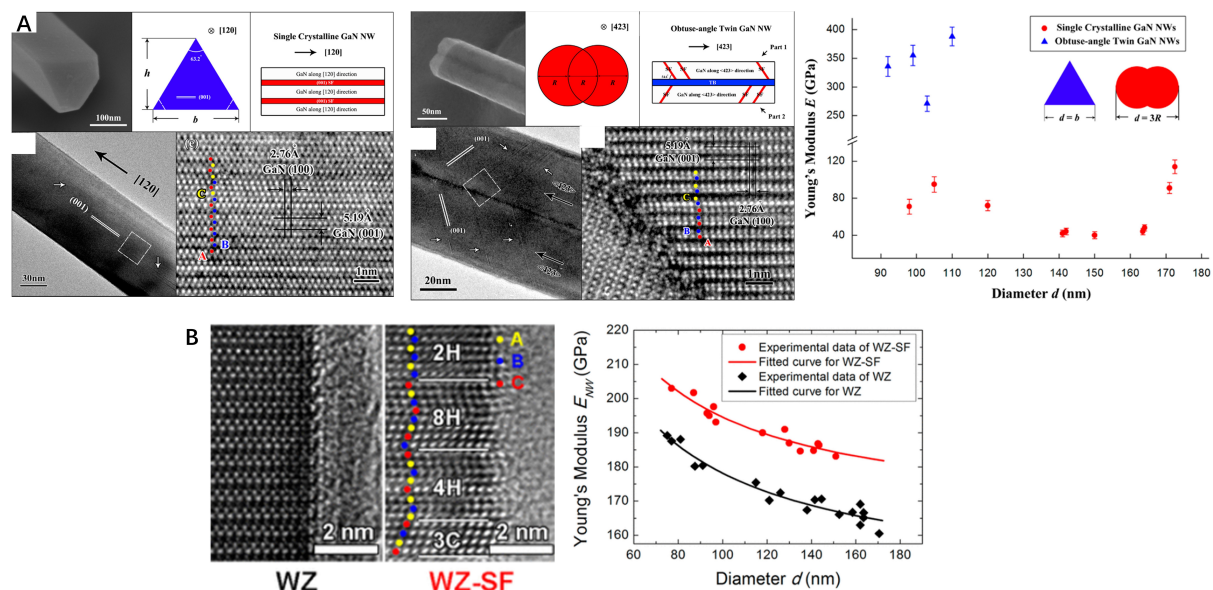 A
100nm
⊗ [120]
63.2°
(001)
h
b
Single Crystalline GaN NW
[120]
GaN along [120] direction
(001) SF
GaN along [120] direction
(001) SF
GaN along [120] direction
[120]
(001)
30nm
(c)
2.76Å
GaN (100)
5.19Å
GaN (001)
C
A
B
1nm
50nm
⊗ [423]
R
R
R
Obtuse-angle Twin GaN NW
[423]
Part 1
SF
SF
SF
GaN along <423> direction
TB
GaN along <423> direction
SF
SF
SF
Part 2
(001)
(001)
20nm
5.19Å
GaN (001)
2.76Å
GaN (100)
C
B
A
1nm
Young's Modulus E (GPa)
400
350
300
250
120
80
40
90 100 110 120 130 140 150 160 170 180
Diameter d (nm)
Single Crystalline GaN NWs
Obtuse-angle Twin GaN NWs
d = b
d = 3R
B
2 nm
WZ
2H
8H
4H
3C
A
B
C
2 nm
WZ-SF
Young's Modulus E_NW (GPa)
220
210
200
190
180
170
160
60 80 100 120 140 160 180
Diameter d (nm)
Experimental data of WZ-SF
Fitted curve for WZ-SF
Experimental data of WZ
Fitted curve for WZ